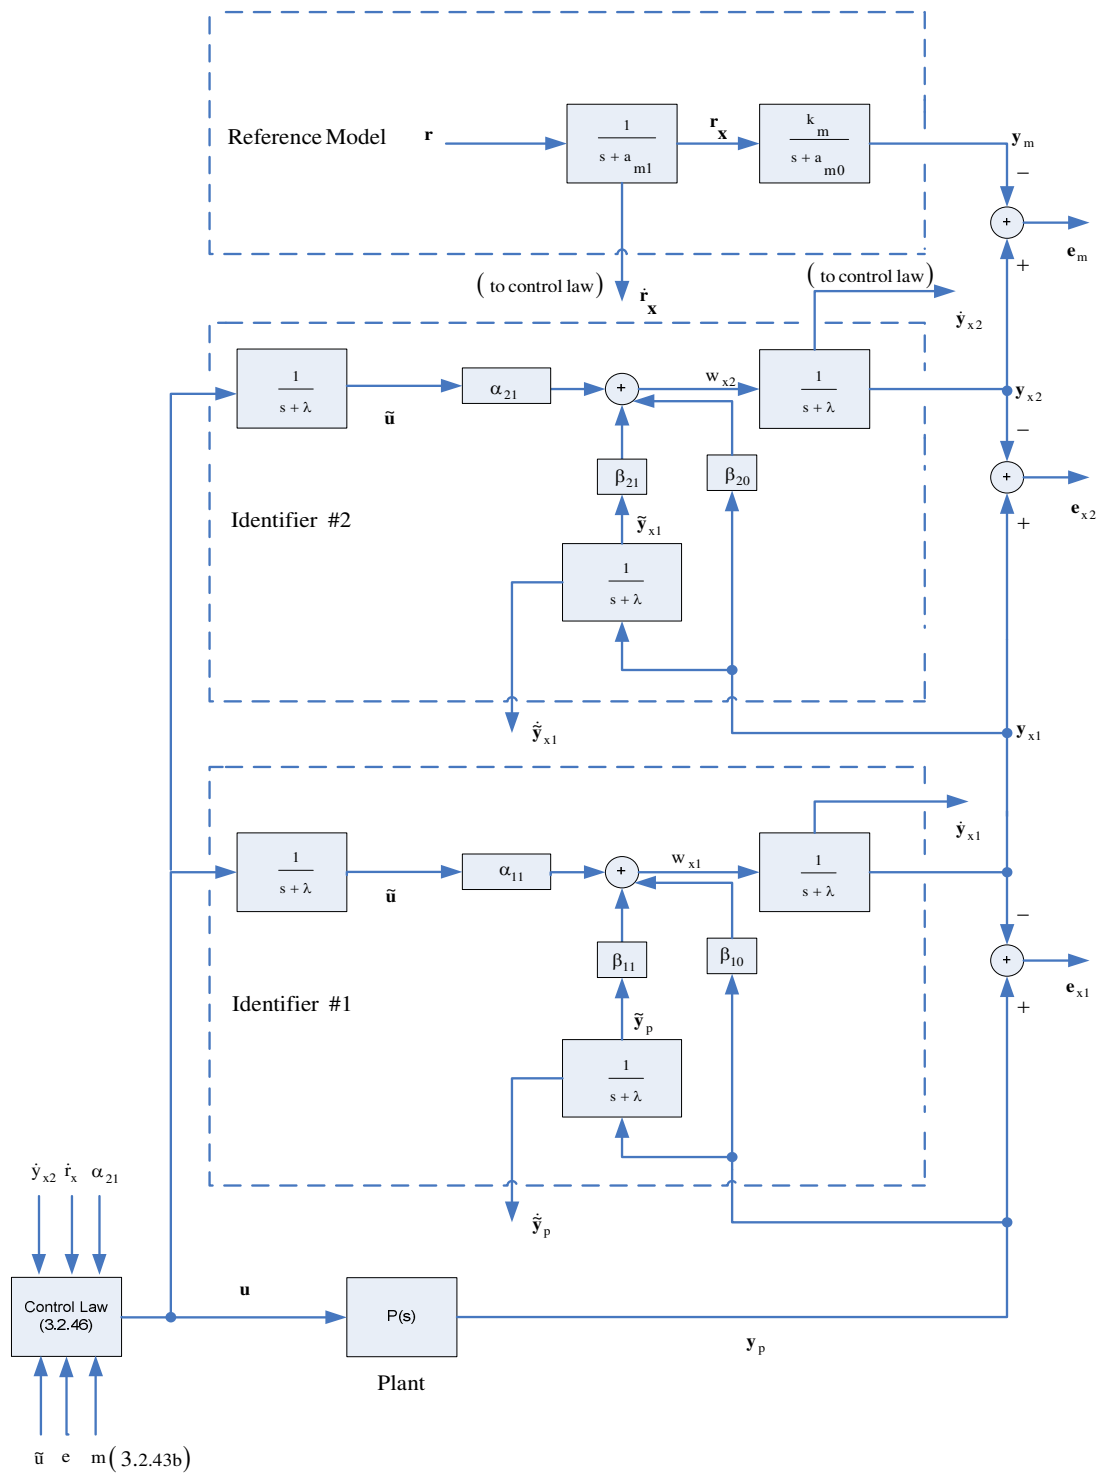 Reference Model
r
1
s + a m1
r x
k m
s + a m0
y m
−
+
e m
+
( to control law )
ṙ x
( to control law )
ẏ x2
1
s + λ
ũ
α 21
+
w x2
1
s + λ
y x2
−
+
e x2
+
β 21
β 20
Identifier #2
ỹ x1
1
s + λ
ỹ̇ x1
y x1
ẏ x1
1
s + λ
ũ
α 11
+
w x1
1
s + λ
−
+
e x1
+
β 11
β 10
Identifier #1
ỹ p
1
s + λ
ỹ̇ p
ẏ x2 ṙ x α 21
Control Law
(3.2.46)
u
P(s)
y p
Plant
ũ e m ( 3.2.43b )